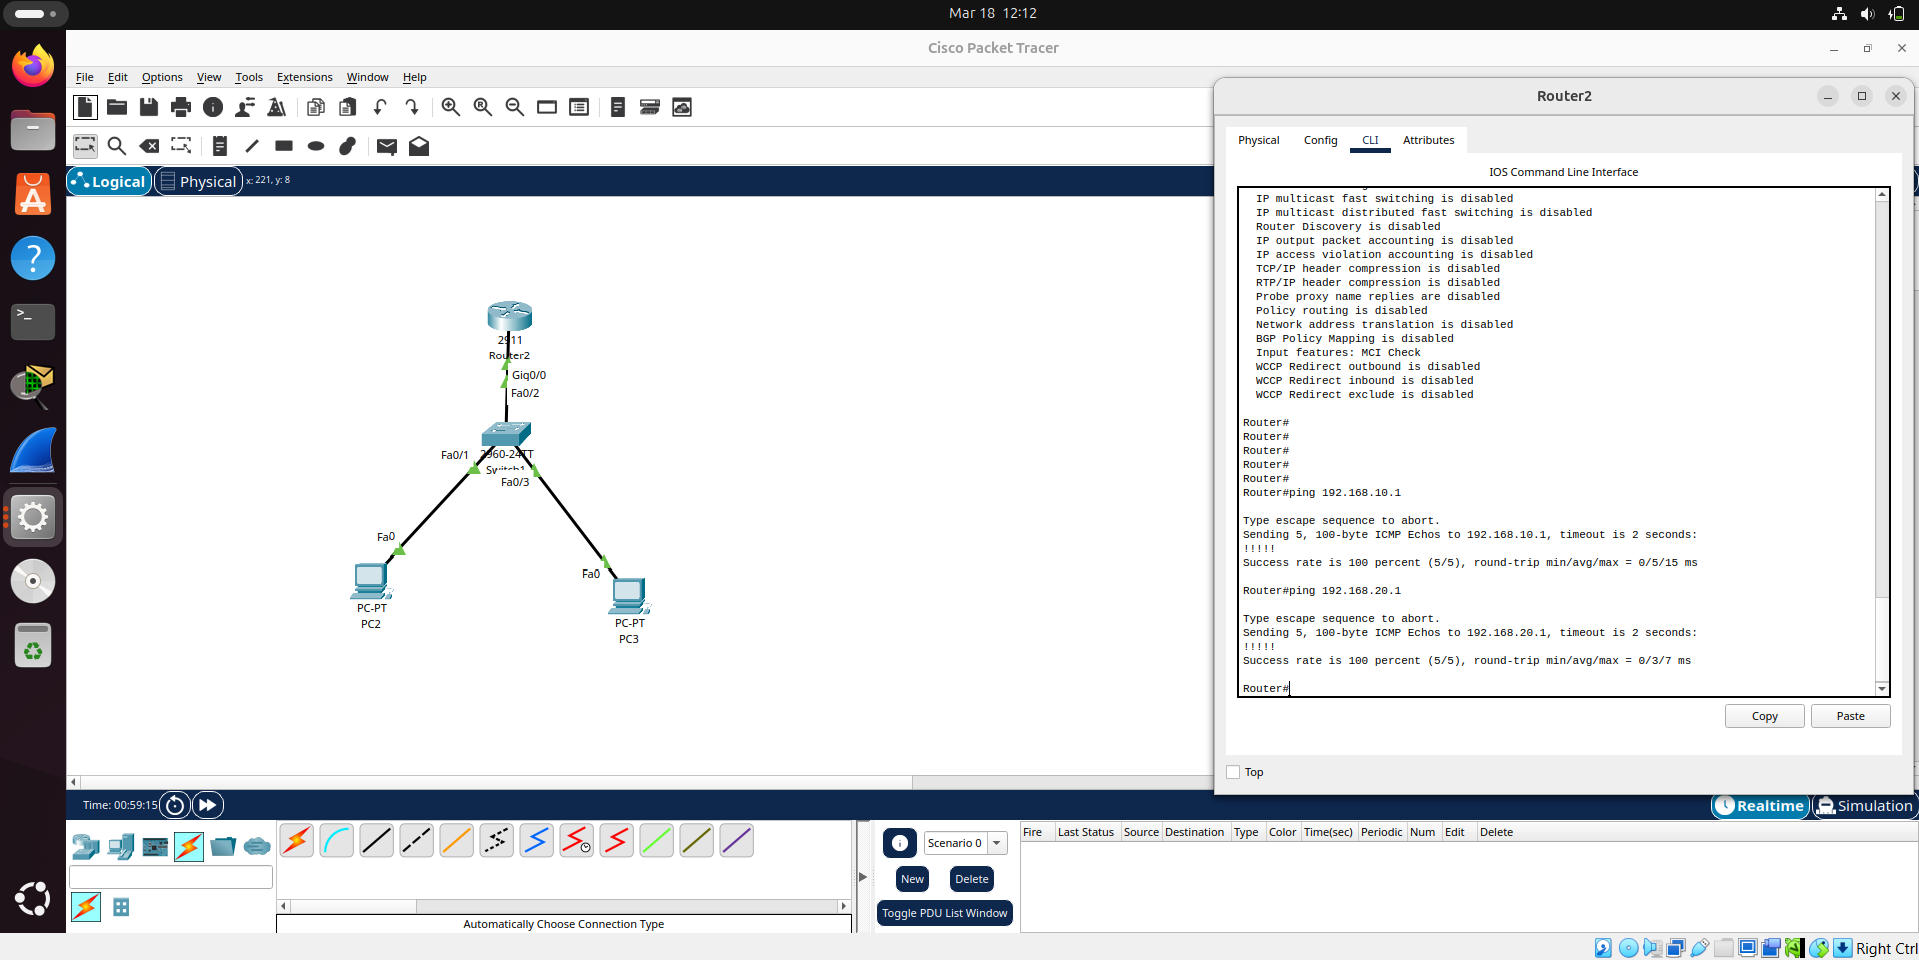 Mar 18 12:12
Cisco Packet Tracer
File Edit Options View Tools Extensions Window Help
Logical
Physical
x: 221, y: 8
2911
Router2
Gig0/0
Fa0/2
Fa0/1
2960-24TT
Switch1
Fa0/3
Fa0
Fa0
PC-PT
PC2
PC-PT
PC3
Router2
Physical Config CLI Attributes
IOS Command Line Interface
IP multicast fast switching is disabled
IP multicast distributed fast switching is disabled
Router Discovery is disabled
IP output packet accounting is disabled
IP access violation accounting is disabled
TCP/IP header compression is disabled
RTP/IP header compression is disabled
Probe proxy name replies are disabled
Policy routing is disabled
Network address translation is disabled
BGP Policy Mapping is disabled
Input features: MCI Check
WCCP Redirect outbound is disabled
WCCP Redirect inbound is disabled
WCCP Redirect exclude is disabled
Router#
Router#
Router#
Router#
Router#
Router#ping 192.168.10.1
Type escape sequence to abort.
Sending 5, 100-byte ICMP Echos to 192.168.10.1, timeout is 2 seconds:
!!!!!
Success rate is 100 percent (5/5), round-trip min/avg/max = 0/5/15 ms
Router#ping 192.168.20.1
Type escape sequence to abort.
Sending 5, 100-byte ICMP Echos to 192.168.20.1, timeout is 2 seconds:
!!!!!
Success rate is 100 percent (5/5), round-trip min/avg/max = 0/3/7 ms
Router#
Copy Paste
Top
Time: 00:59:15
Realtime Simulation
Scenario 0
New Delete
Toggle PDU List Window
Fire Last Status Source Destination Type Color Time(sec) Periodic Num Edit Delete
Automatically Choose Connection Type
Right Ctrl